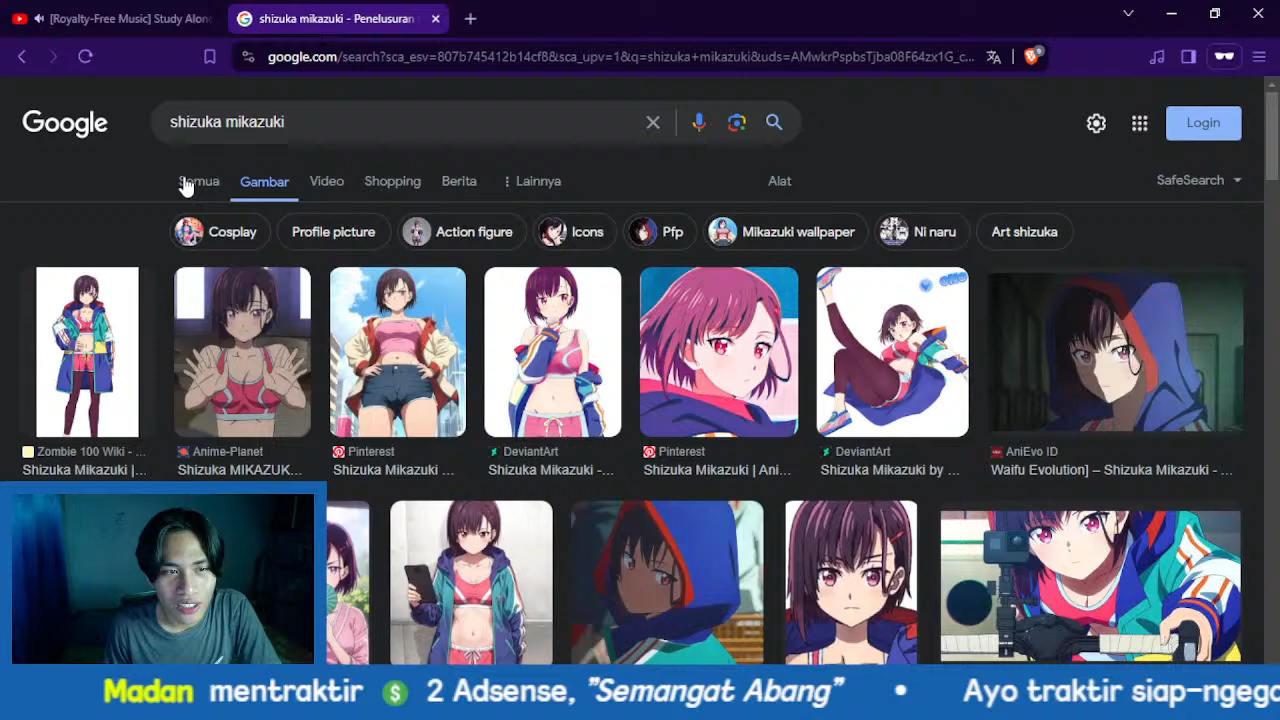 [Royalty-Free Music] Study Alon
shizuka mikazuki - Penelusuran
google.com/search?sca_esv=807b745412b14cf8&sca_upv=1&q=shizuka+mikazuki&uds=AMwkrPspbsTjba08F64zx1G_c...
9
Google
shizuka mikazuki
Login
Semua
Gambar
Video
Shopping
Berita
Lainnya
Alat
SafeSearch
Cosplay
Profile picture
Action figure
Icons
Pfp
Mikazuki wallpaper
Ni naru
Art shizuka
Zombie 100 Wiki - ...
Shizuka Mikazuki |...
Anime-Planet
Shizuka MIKAZUK...
Pinterest
Shizuka Mikazuki ...
DeviantArt
Shizuka Mikazuki -...
Pinterest
Shizuka Mikazuki | Ani...
DeviantArt
Shizuka Mikazuki by ...
AniEvo ID
Waifu Evolution] – Shizuka Mikazuki - ...
Madan mentraktir $ 2 Adsense, "Semangat Abang" • Ayo traktir siap-ngego